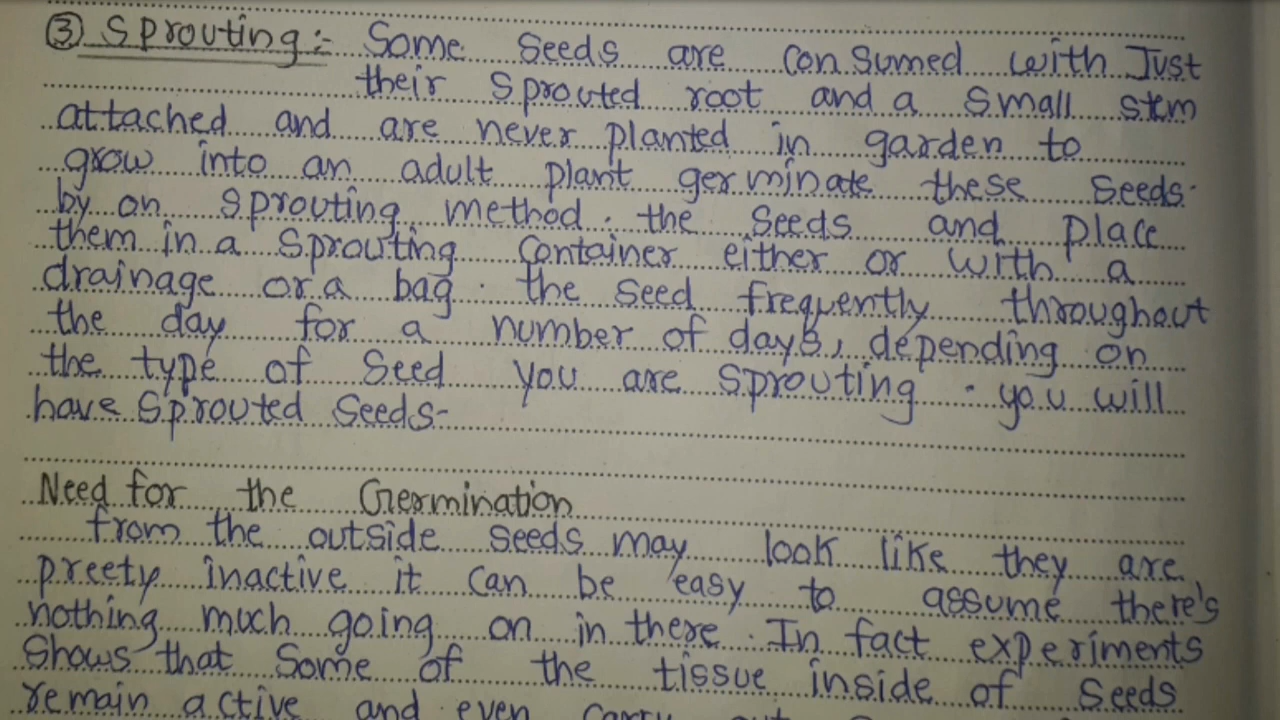 ③ Sprouting:- Some Seeds are Consumed with Just
their Sprouted root and a small stem
attached and are never planted in garden to
grow into an adult plant germinate these Seeds.
by on sprouting method. the Seeds and place
them in a Sprouting Container either or with a
drainage or a bag. the seed frequently throughout
the day for a number of days, depending on
the type of Seed you are Sprouting. you will
have Sprouted Seeds-
Need for the Germination
from the outside seeds may look like they are
preety inactive it can be easy to assume there's
nothing much going on in there. In fact experiments
Shows that Some of the tissue inside of Seeds
remain active and even carry out